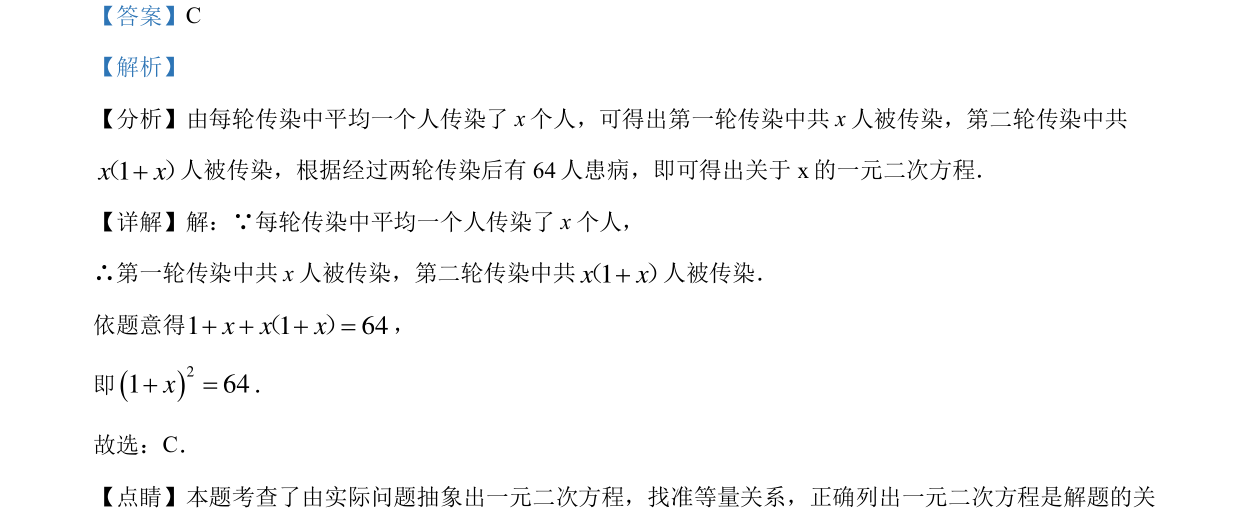 【答案】C
【解析】
【分析】由每轮传染中平均一个人传染了 x 个人，可得出第一轮传染中共 x 人被传染，第二轮传染中共
x(1+x) 人被传染，根据经过两轮传染后有 64 人患病，即可得出关于 x 的一元二次方程．
【详解】解：∵每轮传染中平均一个人传染了 x 个人，
∴第一轮传染中共 x 人被传染，第二轮传染中共 x(1+x) 人被传染．
依题意得1+x+x(1+x)=64，
即(1+x)²=64．
故选：C．
【点睛】本题考查了由实际问题抽象出一元二次方程，找准等量关系，正确列出一元二次方程是解题的关